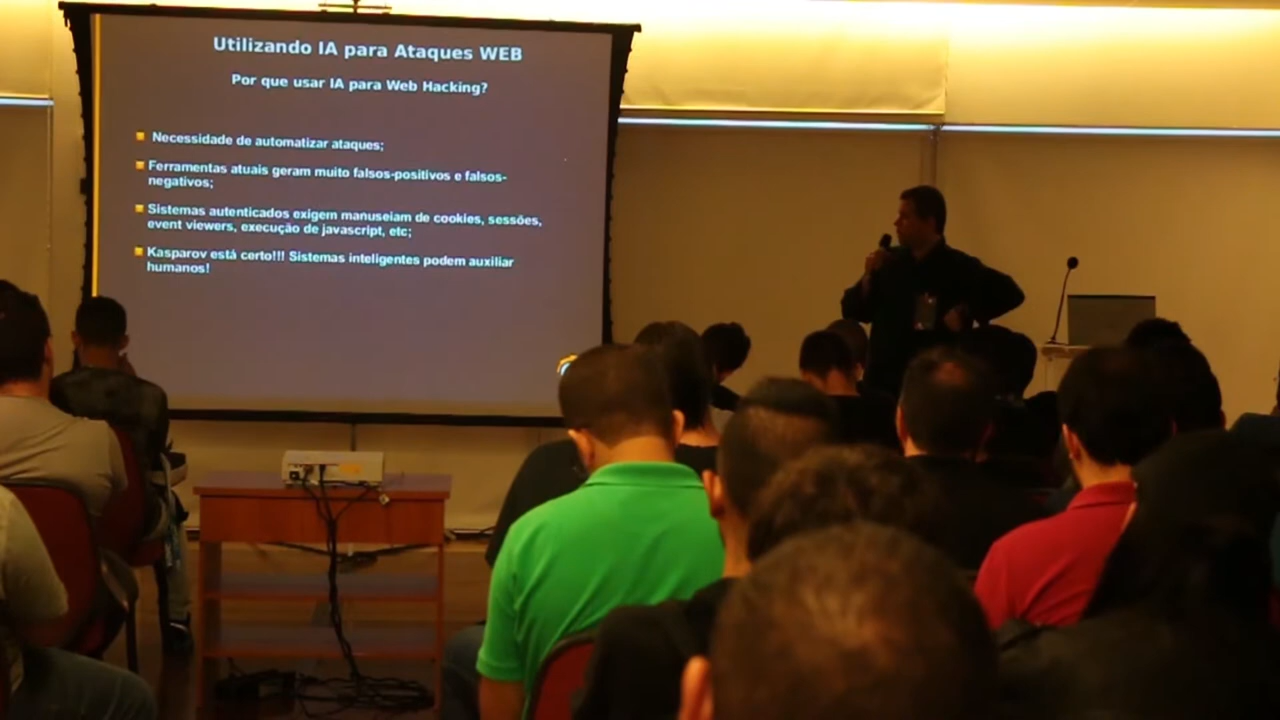 Utilizando IA para Ataques WEB
Por que usar IA para Web Hacking?
Necessidade de automatizar ataques;
Ferramentas atuais geram muito falsos-positivos e falsos-
negativos;
Sistemas autenticados exigem manuseiam de cookies, sessões,
event viewers, execução de javascript, etc;
Kasparov está certo!!! Sistemas inteligentes podem auxiliar
humanos!